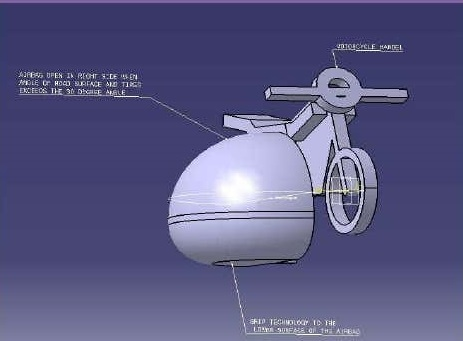 MOTORCYCLE HANDEL
AIRBAG OPEN IN RIGHT SIDE WHEN
ANGLE OF ROAD SURFACE AND TIRES
EXCEEDS THE 30 DEGREE ANGLE
GRIP TECHNOLOGY TO THE
LOWER SURFACE OF THE AIRBAG